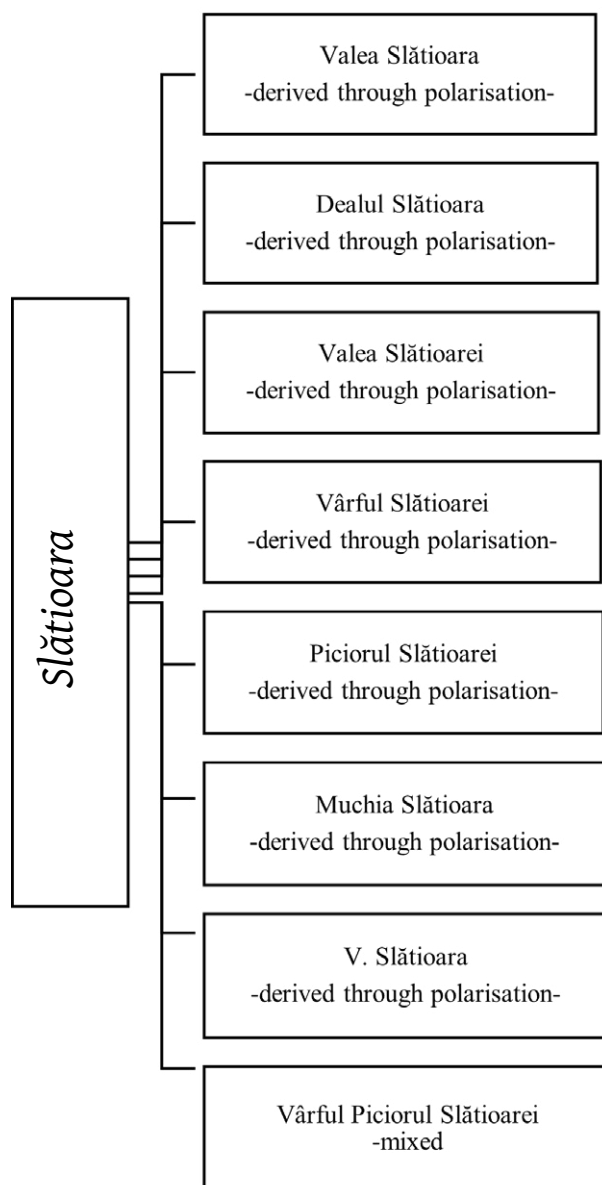 Slătioara
Valea Slătioara
-derived through polarisation-
Dealul Slătioara
-derived through polarisation-
Valea Slătioarei
-derived through polarisation-
Vârful Slătioarei
-derived through polarisation-
Piciorul Slătioarei
-derived through polarisation-
Muchia Slătioara
-derived through polarisation-
V. Slătioara
-derived through polarisation-
Vârful Piciorul Slătioarei
-mixed